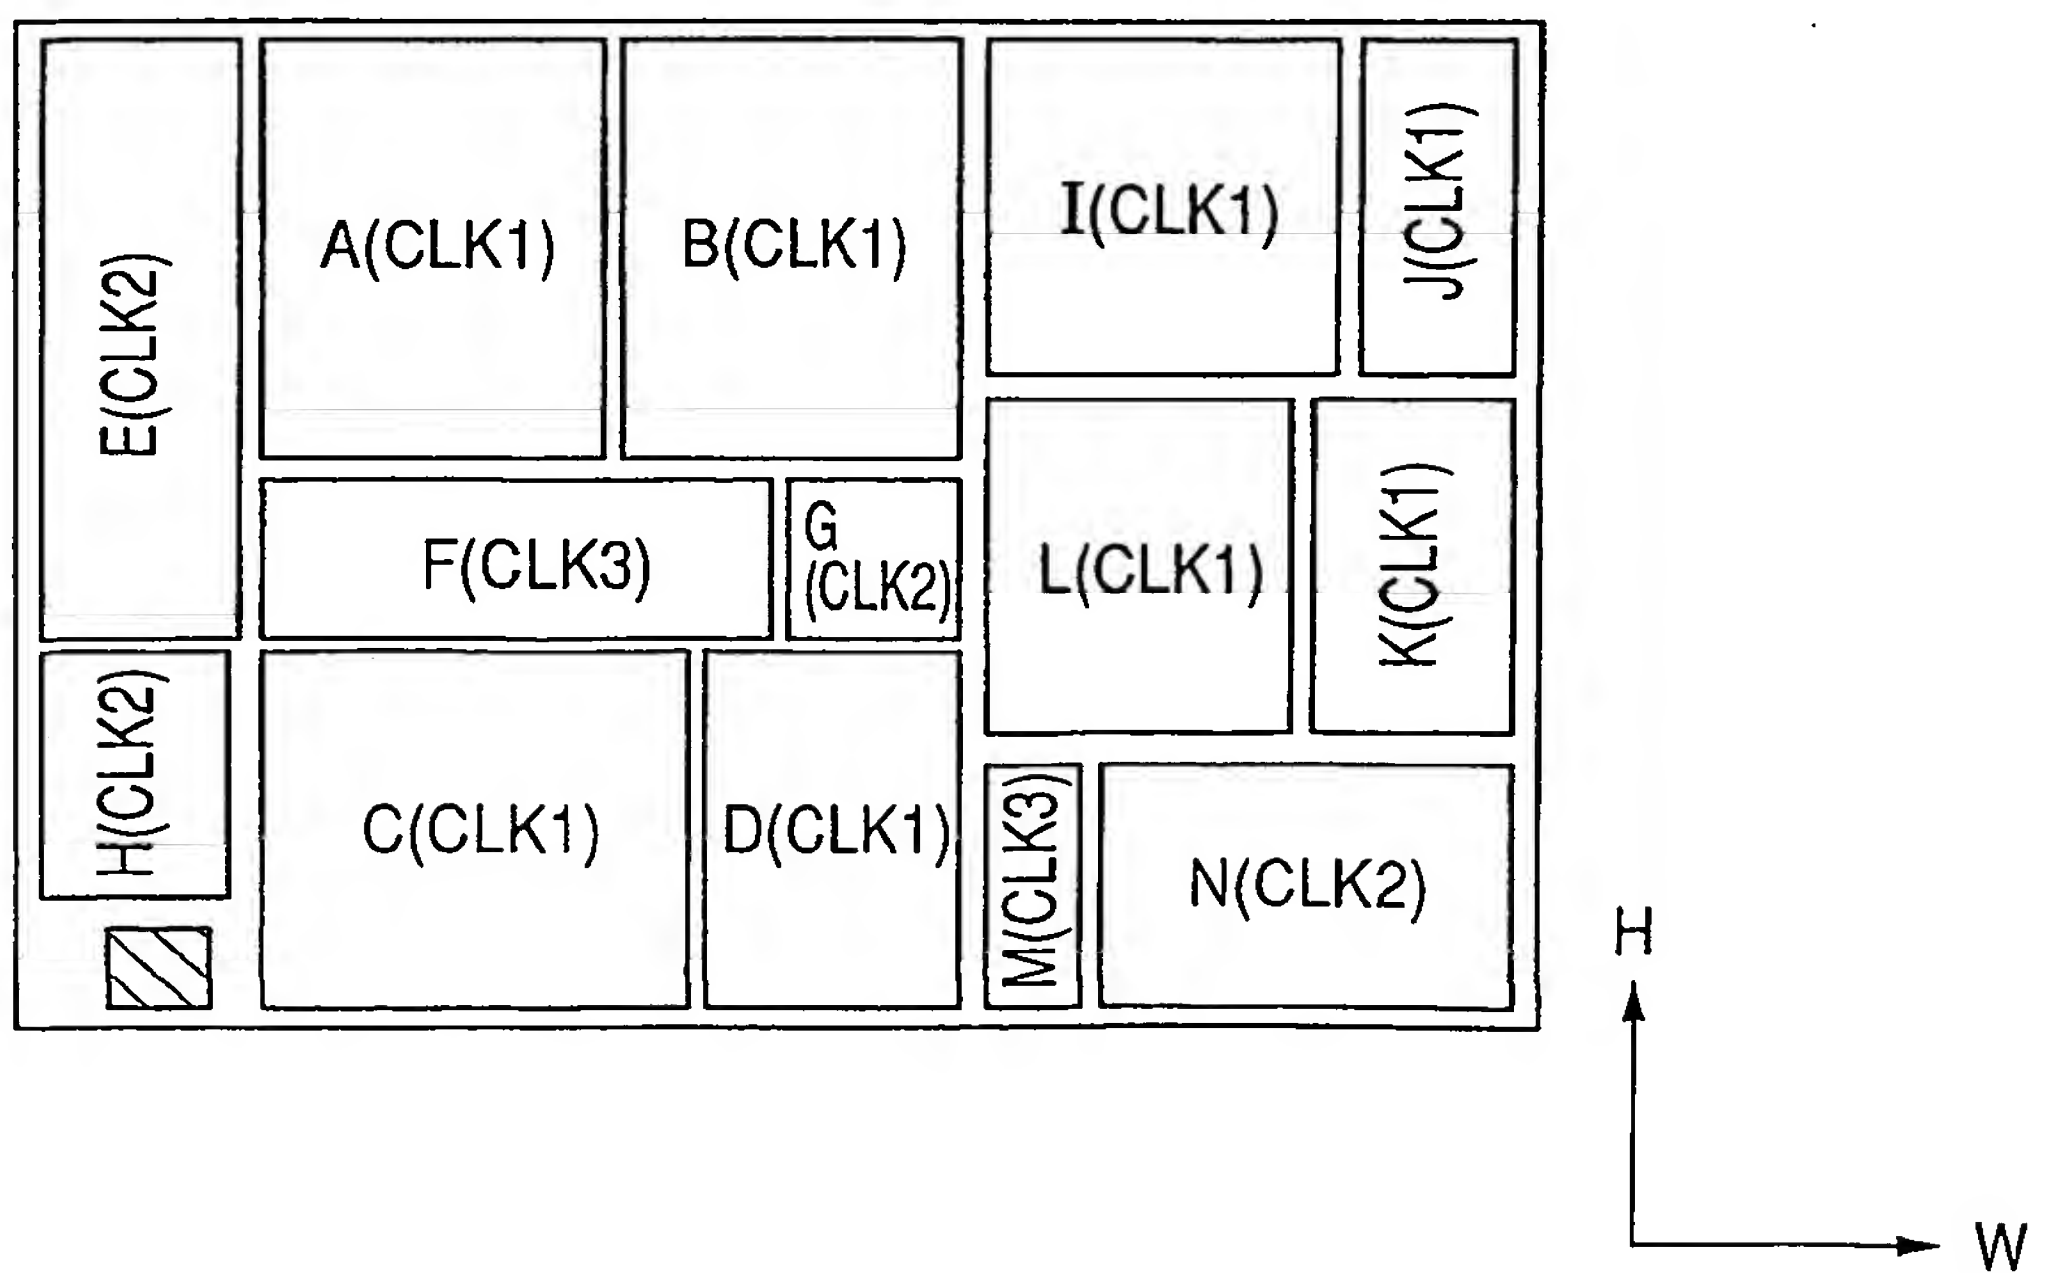 E(CLK2)
A(CLK1)
B(CLK1)
I(CLK1)
J(CLK1)
F(CLK3)
G
(CLK2)
L(CLK1)
K(CLK1)
H(CLK2)
C(CLK1)
D(CLK1)
M(CLK3)
N(CLK2)
H
W